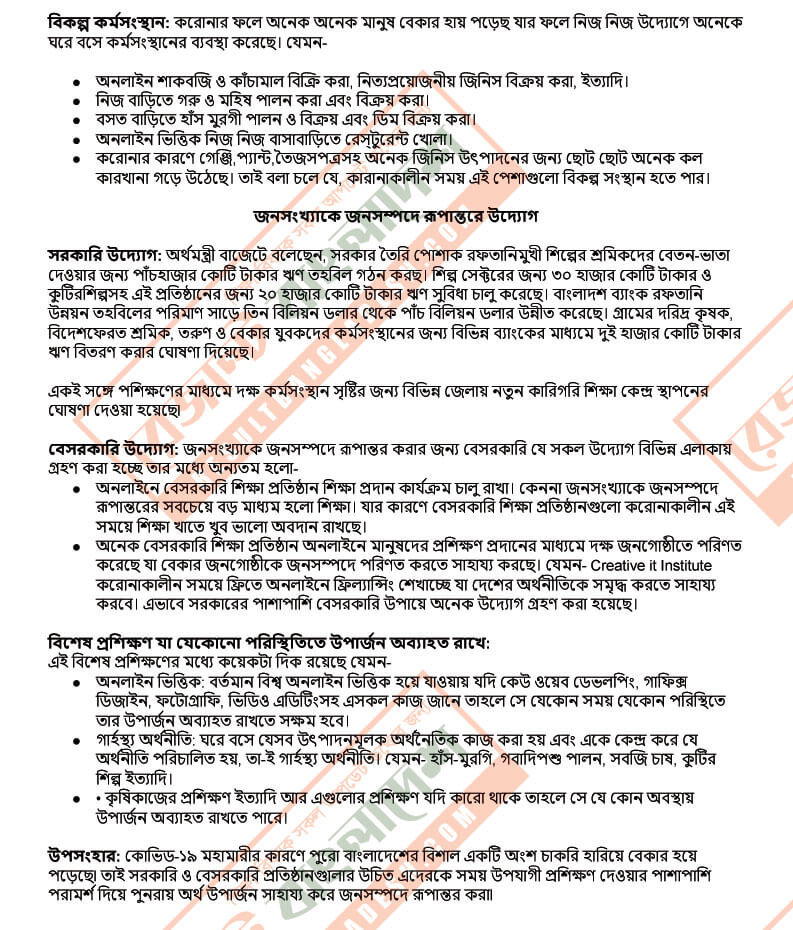 বিকল্প কর্মসংস্থান: করোনার ফলে অনেক অনেক মানুষ বেকার হায় পড়েছ যার ফলে নিজ নিজ উদ্যোগে অনেকে
ঘরে বসে কর্মসংস্থানের ব্যবস্থা করেছে। যেমন-
● অনলাইন শাকবজি ও কাঁচামাল বিক্রি করা, নিত্যপ্রয়োজনীয় জিনিস বিক্রয় করা, ইত্যাদি।
● নিজ বাড়িতে গরু ও মহিষ পালন করা এবং বিক্রয় করা।
● বসত বাড়িতে হাঁস মুরগী পালন ও বিক্রয় এবং ডিম বিক্রয় করা।
● অনলাইন ভিত্তিক নিজ নিজ বাসাবাড়িতে রেস্টুরেন্ট খোলা।
● করোনার কারণে গেঞ্জি,প্যান্ট,তৈজসপত্রসহ অনেক জিনিস উৎপাদনের জন্য ছোট ছোট অনেক কল
কারখানা গড়ে উঠেছে। তাই বলা চলে যে, কারানাকালীন সময় এই পেশাগুলো বিকল্প সংস্থান হতে পার।
জনসংখ্যাকে জনসম্পদে রূপান্তরে উদ্যোগ
সরকারি উদ্যোগ: অর্থমন্ত্রী বাজেটে বলেছেন, সরকার তৈরি পোশাক রফতানিমুখী শিল্পের শ্রমিকদের বেতন-ভাতা
দেওয়ার জন্য পাঁচহাজার কোটি টাকার ঋণ তহবিল গঠন করছ। শিল্প সেক্টরের জন্য ৩০ হাজার কোটি টাকার ও
কুটিরশিল্পসহ এই প্রতিষ্ঠানের জন্য ২০ হাজার কোটি টাকার ঋণ সুবিধা চালু করেছে। বাংলাদশ ব্যাংক রফতানি
উন্নয়ন তহবিলের পরিমাণ সাড়ে তিন বিলিয়ন ডলার থেকে পাঁচ বিলিয়ন ডলার উন্নীত করেছে। গ্রামের দরিদ্র কৃষক,
বিদেশফেরত শ্রমিক, তরুণ ও বেকার যুবকদের কর্মসংস্থানের জন্য বিভিন্ন ব্যাংকের মাধ্যমে দুই হাজার কোটি টাকার
ঋণ বিতরণ করার ঘোষণা দিয়েছে।
একই সঙ্গে পশিক্ষণের মাধ্যমে দক্ষ কর্মসংস্থান সৃষ্টির জন্য বিভিন্ন জেলায় নতুন কারিগরি শিক্ষা কেন্দ্র স্থাপনের
ঘোষণা দেওয়া হয়েছে৷
বেসরকারি উদ্যোগ: জনসংখ্যাকে জনসম্পদে রূপান্তর করার জন্য বেসরকারি যে সকল উদ্যোগ বিভিন্ন এলাকায়
গ্রহণ করা হচ্ছে তার মধ্যে অন্যতম হলো-
● অনলাইনে বেসরকারি শিক্ষা প্রতিষ্ঠান শিক্ষা প্রদান কার্যক্রম চালু রাখা। কেননা জনসংখ্যাকে জনসম্পদে
রূপান্তরের সবচেয়ে বড় মাধ্যম হলো শিক্ষা। যার কারণে বেসরকারি শিক্ষা প্রতিষ্ঠানগুলো করোনাকালীন এই
সময়ে শিক্ষা খাতে খুব ভালো অবদান রাখছে।
● অনেক বেসরকারি শিক্ষা প্রতিষ্ঠান অনলাইনে মানুষদের প্রশিক্ষণ প্রদানের মাধ্যমে দক্ষ জনগোষ্ঠীতে পরিণত
করেছে যা বেকার জনগোষ্ঠীকে জনসম্পদে পরিণত করতে সাহায্য করছে। যেমন- Creative it Institute
করোনাকালীন সময়ে ফ্রিতে অনলাইনে ফ্রিল্যান্সিং শেখাচ্ছে যা দেশের অর্থনীতিকে সমৃদ্ধ করতে সাহায্য
করবে। এভাবে সরকারের পাশাপাশি বেসরকারি উপায়ে অনেক উদ্যোগ গ্রহণ করা হয়েছে।
বিশেষ প্রশিক্ষণ যা যেকোনো পরিস্থিতিতে উপার্জন অব্যাহত রাখে:
এই বিশেষ প্রশিক্ষণের মধ্যে কয়েকটা দিক রয়েছে যেমন-
● অনলাইন ভিত্তিক: বর্তমান বিশ্ব অনলাইন ভিত্তিক হয়ে যাওয়ায় যদি কেউ ওয়েব ডেভলপিং, গাফিক্স
ডিজাইন, ফটোগ্রাফি, ভিডিও এডিটিংসহ এসকল কাজ জানে তাহলে সে যেকোন সময় যেকোন পরিস্থিতে
তার উপার্জন অব্যাহত রাখতে সক্ষম হবে।
● গার্হস্থ্য অর্থনীতি: ঘরে বসে যেসব উৎপাদনমূলক অর্থনৈতিক কাজ করা হয় এবং একে কেন্দ্র করে যে
অর্থনীতি পরিচালিত হয়, তা-ই গার্হস্থ্য অর্থনীতি। যেমন- হাঁস-মুরগি, গবাদিপশু পালন, সবজি চাষ, কুটির
শিল্প ইত্যাদি।
● • কৃষিকাজের প্রশিক্ষণ ইত্যাদি আর এগুলোর প্রশিক্ষণ যদি কারো থাকে তাহলে সে যে কোন অবস্থায়
উপার্জন অব্যাহত রাখতে পারে।
উপসংহার: কোভিড-১৯ মহামারীর কারণে পুরো বাংলাদেশের বিশাল একটি অংশ চাকরি হারিয়ে বেকার হয়ে
পড়েছে৷ তাই সরকারি ও বেসরকারি প্রতিষ্ঠানগুলার উচিত এদেরকে সময় উপযাগী প্রশিক্ষণ দেওয়ার পাশাপাশি
পরামর্শ দিয়ে পুনরায় অর্থ উপার্জন সাহায্য করে জনসম্পদে রূপান্তর করা॥